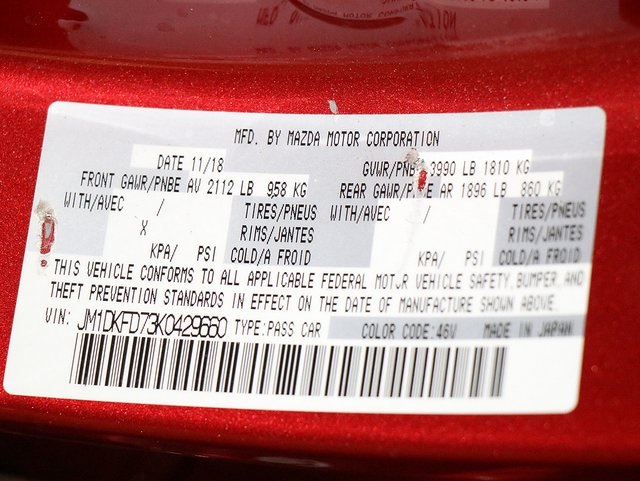 MFD. BY MAZDA MOTOR CORPORATION
DATE 11/18 GVWR/PNB 3990 LB 1810 KG
FRONT GAWR/PNBE AV 2112 LB 958 KG REAR GAWR/PNBE AR 1896 LB 860 KG
WITH/AVEC / TIRES/PNEUS WITH/AVEC / TIRES/PNEUS
X RIMS/JANTES RIMS/JANTES
KPA/ PSI COLD/A FROID KPA/ PSI COLD/A FROID
THIS VEHICLE CONFORMS TO ALL APPLICABLE FEDERAL MOTOR VEHICLE SAFETY,BUMPER,AND
THEFT PREVENTION STANDARDS IN EFFECT ON THE DATE OF MANUFACTURE SHOWN ABOVE
VIN: JM1DKFD73K0429660 TYPE:PASS CAR COLOR CODE:46V MADE IN JAPAN